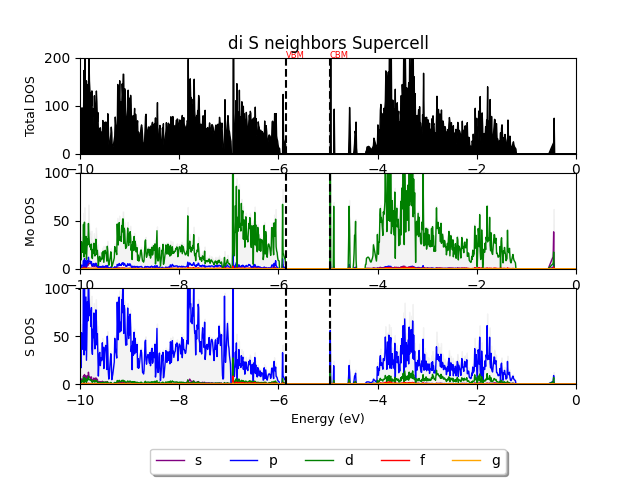 di S neighbors Supercell
VBM CBM
Total DOS
200
100
0
−10 −8 −6 −4 −2 0
Mo DOS
100
50
0
−10 −8 −6 −4 −2 0
S DOS
100
50
0
−10 −8 −6 −4 −2 0
Energy (eV)
s p d f g